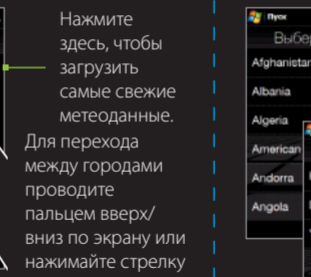 Нажмите
здесь, чтобы
загрузить
самые свежие
метеоданные.
Для перехода
между городами
проводите
пальцем вверх/
вниз по экрану или
нажимайте стрелку
Пуск
Выбер
Afghanistan
Albania
Algeria
American
Andorra
Angola